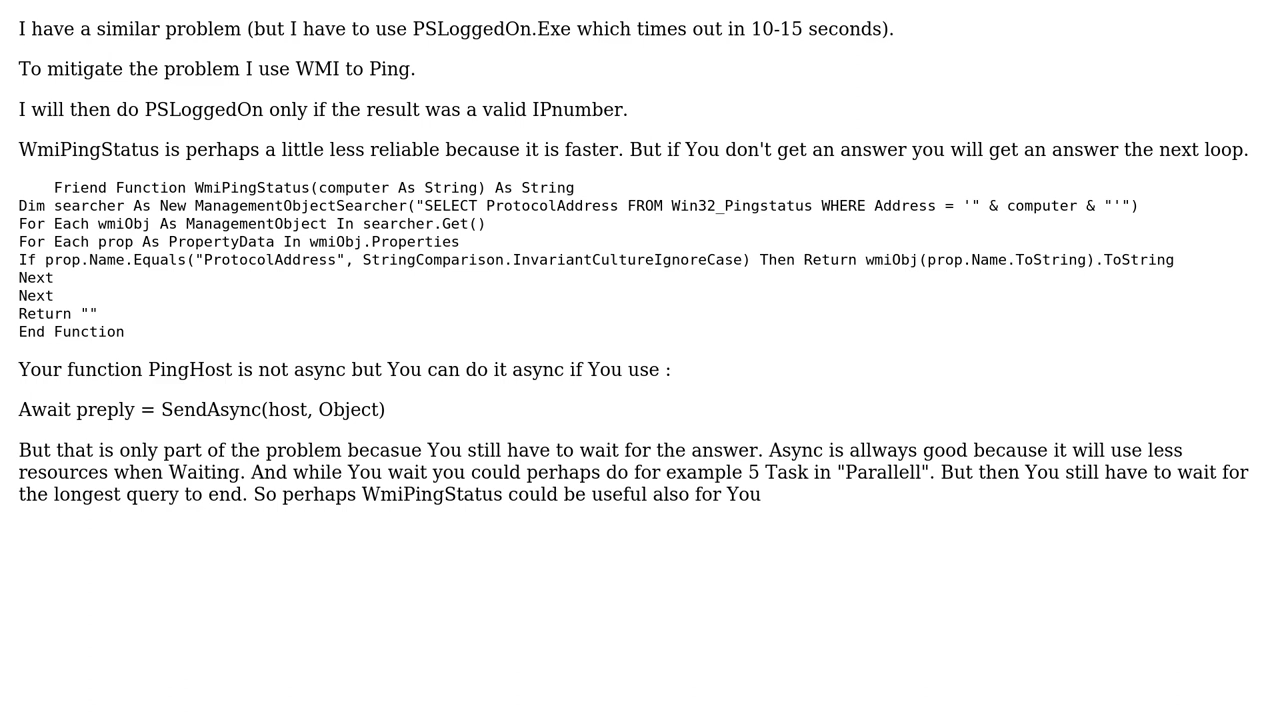 I have a similar problem (but I have to use PSLoggedOn.Exe which times out in 10-15 seconds).
To mitigate the problem I use WMI to Ping.
I will then do PSLoggedOn only if the result was a valid IPnumber.
WmiPingStatus is perhaps a little less reliable because it is faster. But if You don't get an answer you will get an answer the next loop.
    Friend Function WmiPingStatus(computer As String) As String
Dim searcher As New ManagementObjectSearcher("SELECT ProtocolAddress FROM Win32_Pingstatus WHERE Address = '" & computer & "'")
For Each wmiObj As ManagementObject In searcher.Get()
For Each prop As PropertyData In wmiObj.Properties
If prop.Name.Equals("ProtocolAddress", StringComparison.InvariantCultureIgnoreCase) Then Return wmiObj(prop.Name.ToString).ToString
Next
Next
Return ""
End Function
Your function PingHost is not async but You can do it async if You use :
Await preply = SendAsync(host, Object)
But that is only part of the problem becasue You still have to wait for the answer. Async is allways good because it will use less
resources when Waiting. And while You wait you could perhaps do for example 5 Task in "Parallell". But then You still have to wait for
the longest query to end. So perhaps WmiPingStatus could be useful also for You